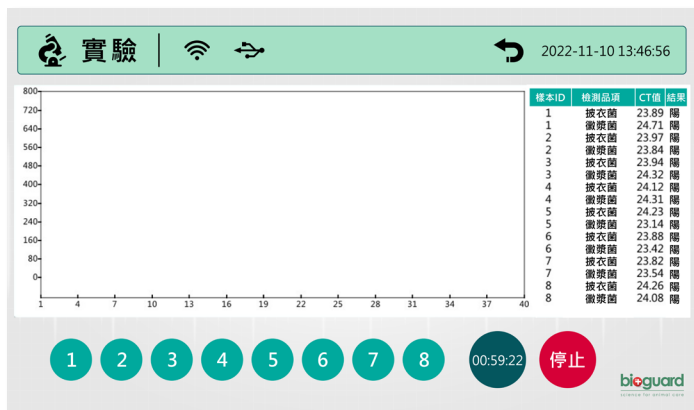 實驗 2022-11-10 13:46:56
800
720
640
560
480
400
320
240
160
80
0
1 4 7 10 13 16 19 22 25 28 31 34 37 40
樣本ID 檢測品項 CT值 結果
1 披衣菌 23.89 陽
1 黴漿菌 24.71 陽
2 披衣菌 23.97 陽
2 黴漿菌 23.84 陽
3 披衣菌 23.94 陽
3 黴漿菌 24.32 陽
4 披衣菌 24.12 陽
4 黴漿菌 24.31 陽
5 披衣菌 24.23 陽
5 黴漿菌 23.14 陽
6 披衣菌 23.88 陽
6 黴漿菌 23.42 陽
7 披衣菌 23.82 陽
7 黴漿菌 23.54 陽
8 披衣菌 24.26 陽
8 黴漿菌 24.08 陽
1 2 3 4 5 6 7 8 00:59:22 停止
bioguard
science for animal care